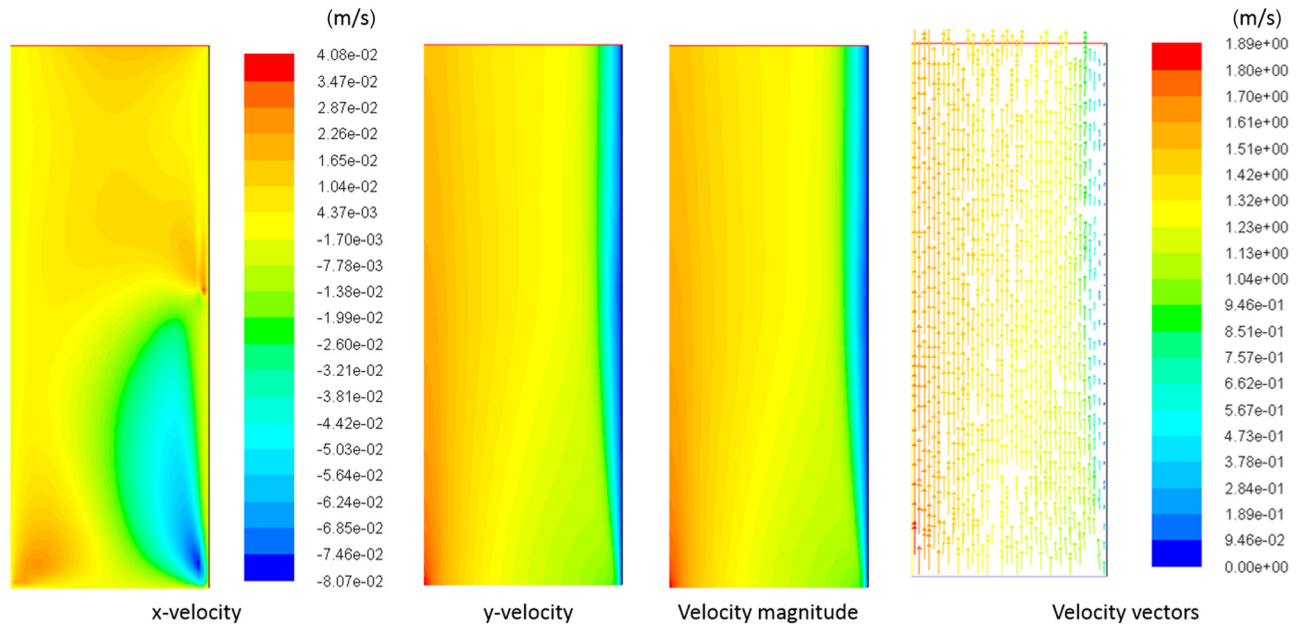 (m/s)
4.08e-02
3.47e-02
2.87e-02
2.26e-02
1.65e-02
1.04e-02
4.37e-03
-1.70e-03
-7.78e-03
-1.38e-02
-1.99e-02
-2.60e-02
-3.21e-02
-3.81e-02
-4.42e-02
-5.03e-02
-5.64e-02
-6.24e-02
-6.85e-02
-7.46e-02
-8.07e-02
(m/s)
1.89e+00
1.80e+00
1.70e+00
1.61e+00
1.51e+00
1.42e+00
1.32e+00
1.23e+00
1.13e+00
1.04e+00
9.46e-01
8.51e-01
7.57e-01
6.62e-01
5.67e-01
4.73e-01
3.78e-01
2.84e-01
1.89e-01
9.46e-02
0.00e+00
x-velocity
y-velocity
Velocity magnitude
Velocity vectors